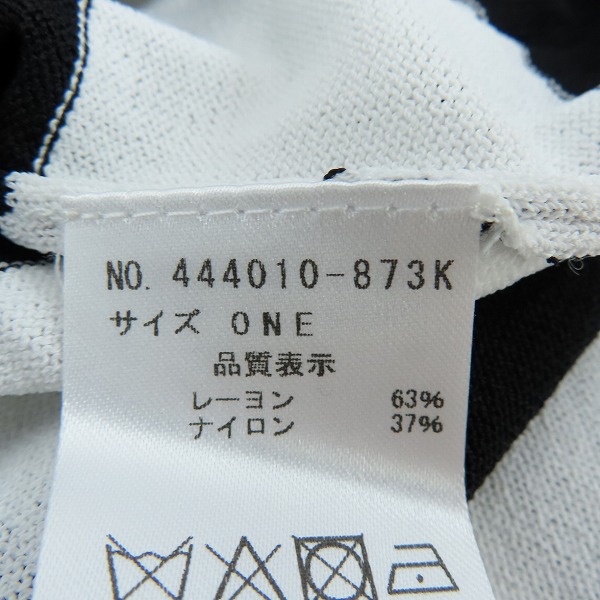 NO. 444010-873K
サイズ ONE
品質表示
レーヨン 63%
ナイロン 37%